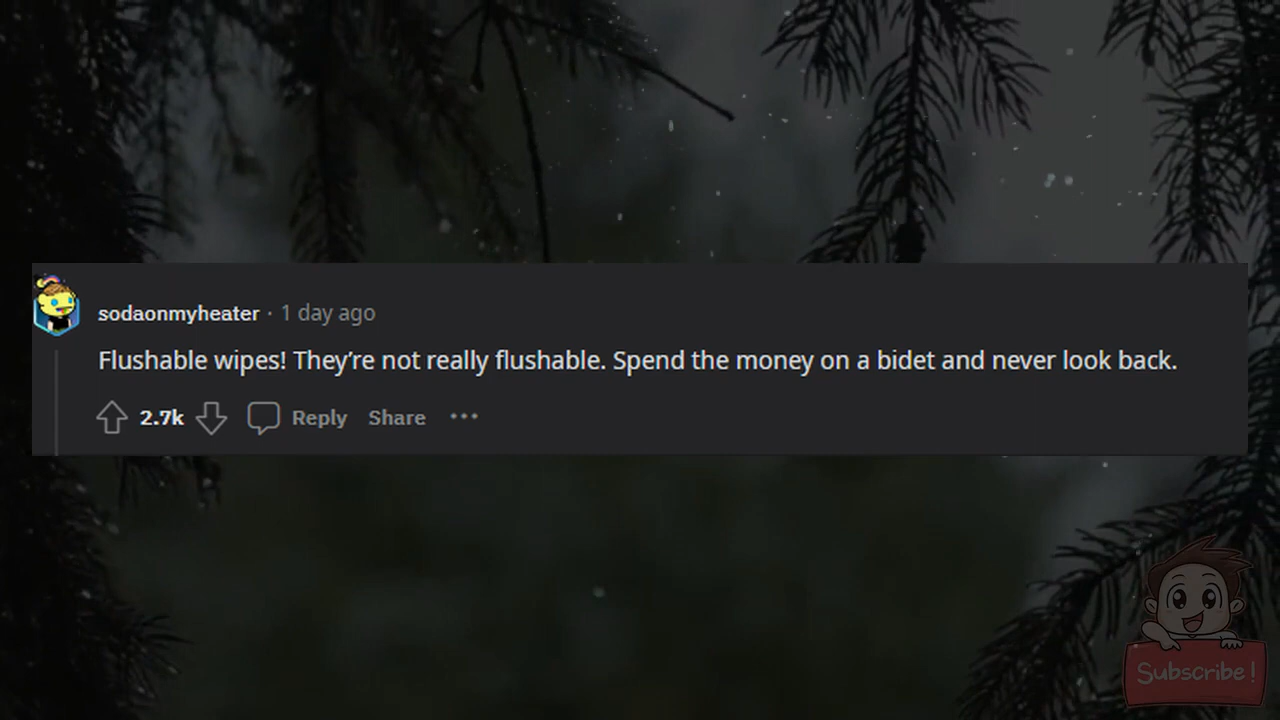 sodaonmyheater · 1 day ago
Flushable wipes! They’re not really flushable. Spend the money on a bidet and never look back.
2.7k Reply Share •••
Subscribe!